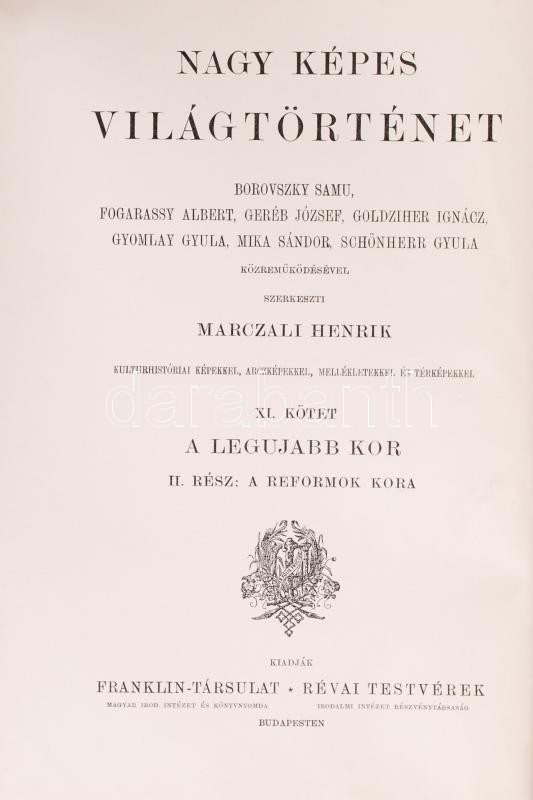 NAGY KÉPES
VILÁGTÖRTÉNET
BOROVSZKY SAMU,
FOGARASSY ALBERT, GERÉB JÓZSEF, GOLDZIHER IGNÁCZ,
GYOMLAY GYULA, MIKA SÁNDOR, SCHÖNHERR GYULA
KÖZREMŰKÖDÉSÉVEL
SZERKESZTI
MARCZALI HENRIK
KULTURHISTÓRIAI KÉPEKKEL, ARCZKÉPEKKEL, MELLÉKLETEKKEL ÉS TÉRKÉPEKKEL
darabanth
XI. KÖTET
A LEGUJABB KOR
II. RÉSZ: A REFORMOK KORA
KIADJÁK
FRANKLIN-TÁRSULAT ★ RÉVAI TESTVÉREK
MAGYAR IROD. INTÉZET ÉS KÖNYVNYOMDA IRODALMI INTÉZET RÉSZVÉNYTÁRSASÁG
BUDAPESTEN